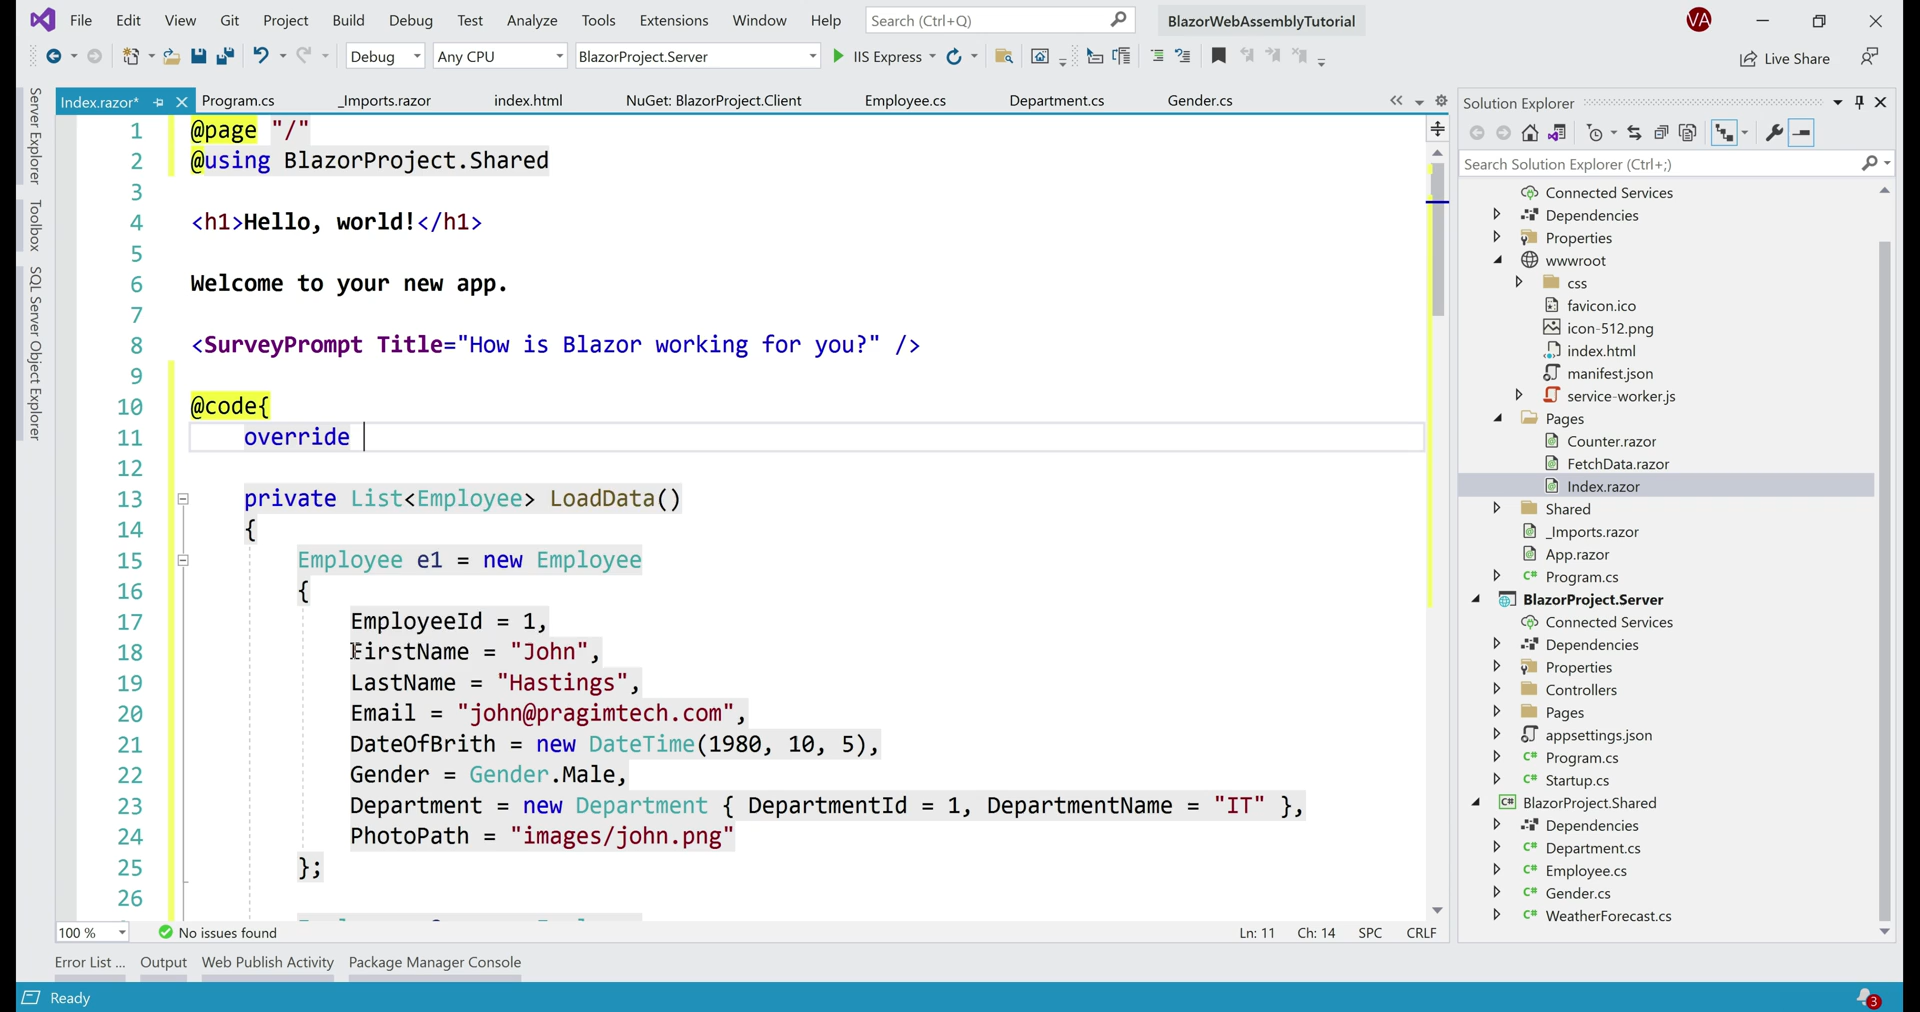 File Edit View Git Project Build Debug Test Analyze Tools Extensions Window Help Search (Ctrl+Q) BlazorWebAssemblyTutorial VA
Debug Any CPU BlazorProject.Server IIS Express Live Share
Index.razor* Program.cs _Imports.razor index.html NuGet: BlazorProject.Client Employee.cs Department.cs Gender.cs
Server Explorer
Toolbox
SQL Server Object Explorer
1 @page "/"
2 @using BlazorProject.Shared
3
4 <h1>Hello, world!</h1>
5
6 Welcome to your new app.
7
8 <SurveyPrompt Title="How is Blazor working for you?" />
9
10 @code{
11 override
12
13 private List<Employee> LoadData()
14 {
15 Employee e1 = new Employee
16 {
17 EmployeeId = 1,
18 FirstName = "John",
19 LastName = "Hastings",
20 Email = "john@pragimtech.com",
21 DateOfBrith = new DateTime(1980, 10, 5),
22 Gender = Gender.Male,
23 Department = new Department { DepartmentId = 1, DepartmentName = "IT" },
24 PhotoPath = "images/john.png"
25 };
26
100 % No issues found Ln: 11 Ch: 14 SPC CRLF
Solution Explorer
Search Solution Explorer (Ctrl+;)
Connected Services
Dependencies
Properties
wwwroot
css
favicon.ico
icon-512.png
index.html
manifest.json
service-worker.js
Pages
Counter.razor
FetchData.razor
Index.razor
Shared
_Imports.razor
App.razor
Program.cs
BlazorProject.Server
Connected Services
Dependencies
Properties
Controllers
Pages
appsettings.json
Program.cs
Startup.cs
BlazorProject.Shared
Dependencies
Department.cs
Employee.cs
Gender.cs
WeatherForecast.cs
Error List ... Output Web Publish Activity Package Manager Console
Ready 3